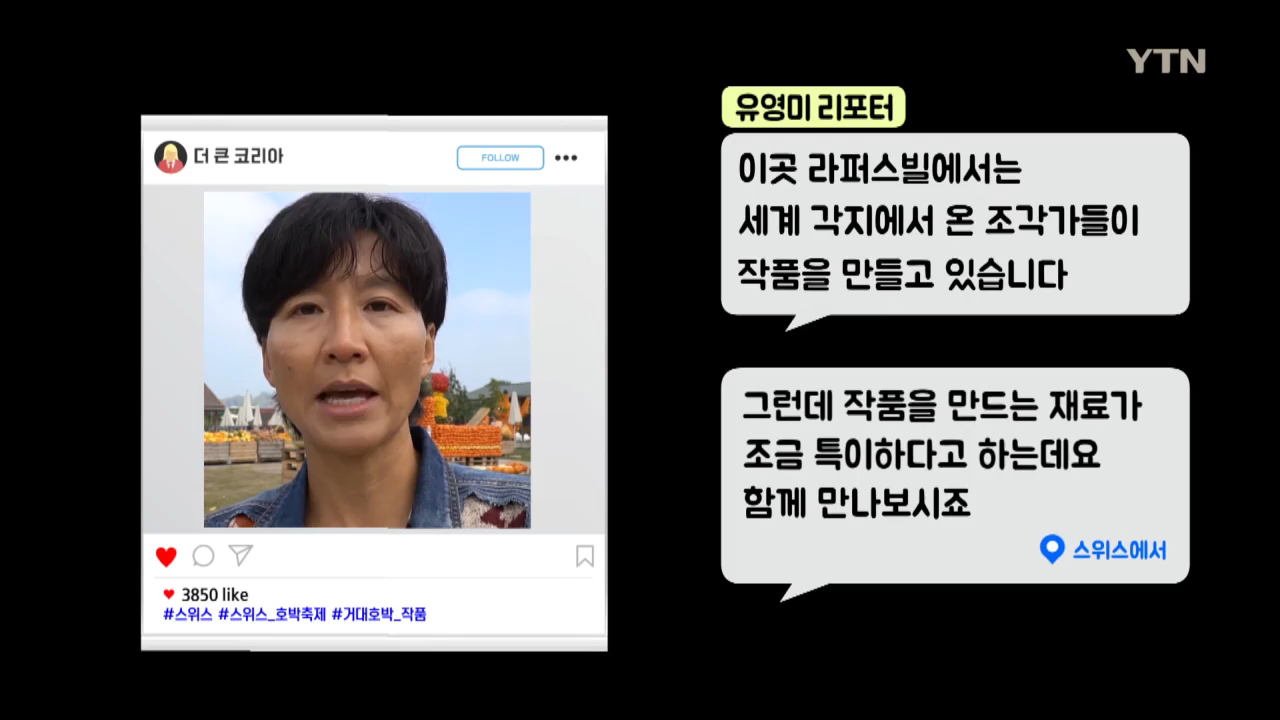 YTN
더 큰 코리아
FOLLOW
3850 like
#스위스 #스위스_호박축제 #거대호박_작품
유영미 리포터
이곳 라퍼스빌에서는
세계 각지에서 온 조각가들이
작품을 만들고 있습니다
그런데 작품을 만드는 재료가
조금 특이하다고 하는데요
함께 만나보시죠
스위스에서